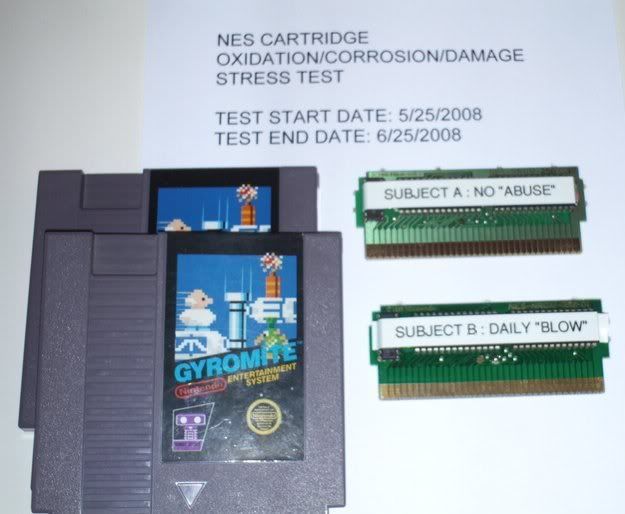 NES CARTRIDGE
OXIDATION/CORROSION/DAMAGE
STRESS TEST
TEST START DATE: 5/25/2008
TEST END DATE: 6/25/2008
SUBJECT A : NO "ABUSE"
SUBJECT B : DAILY "BLOW"
GYROMITE
Nintendo
ENTERTAINMENT
SYSTEM